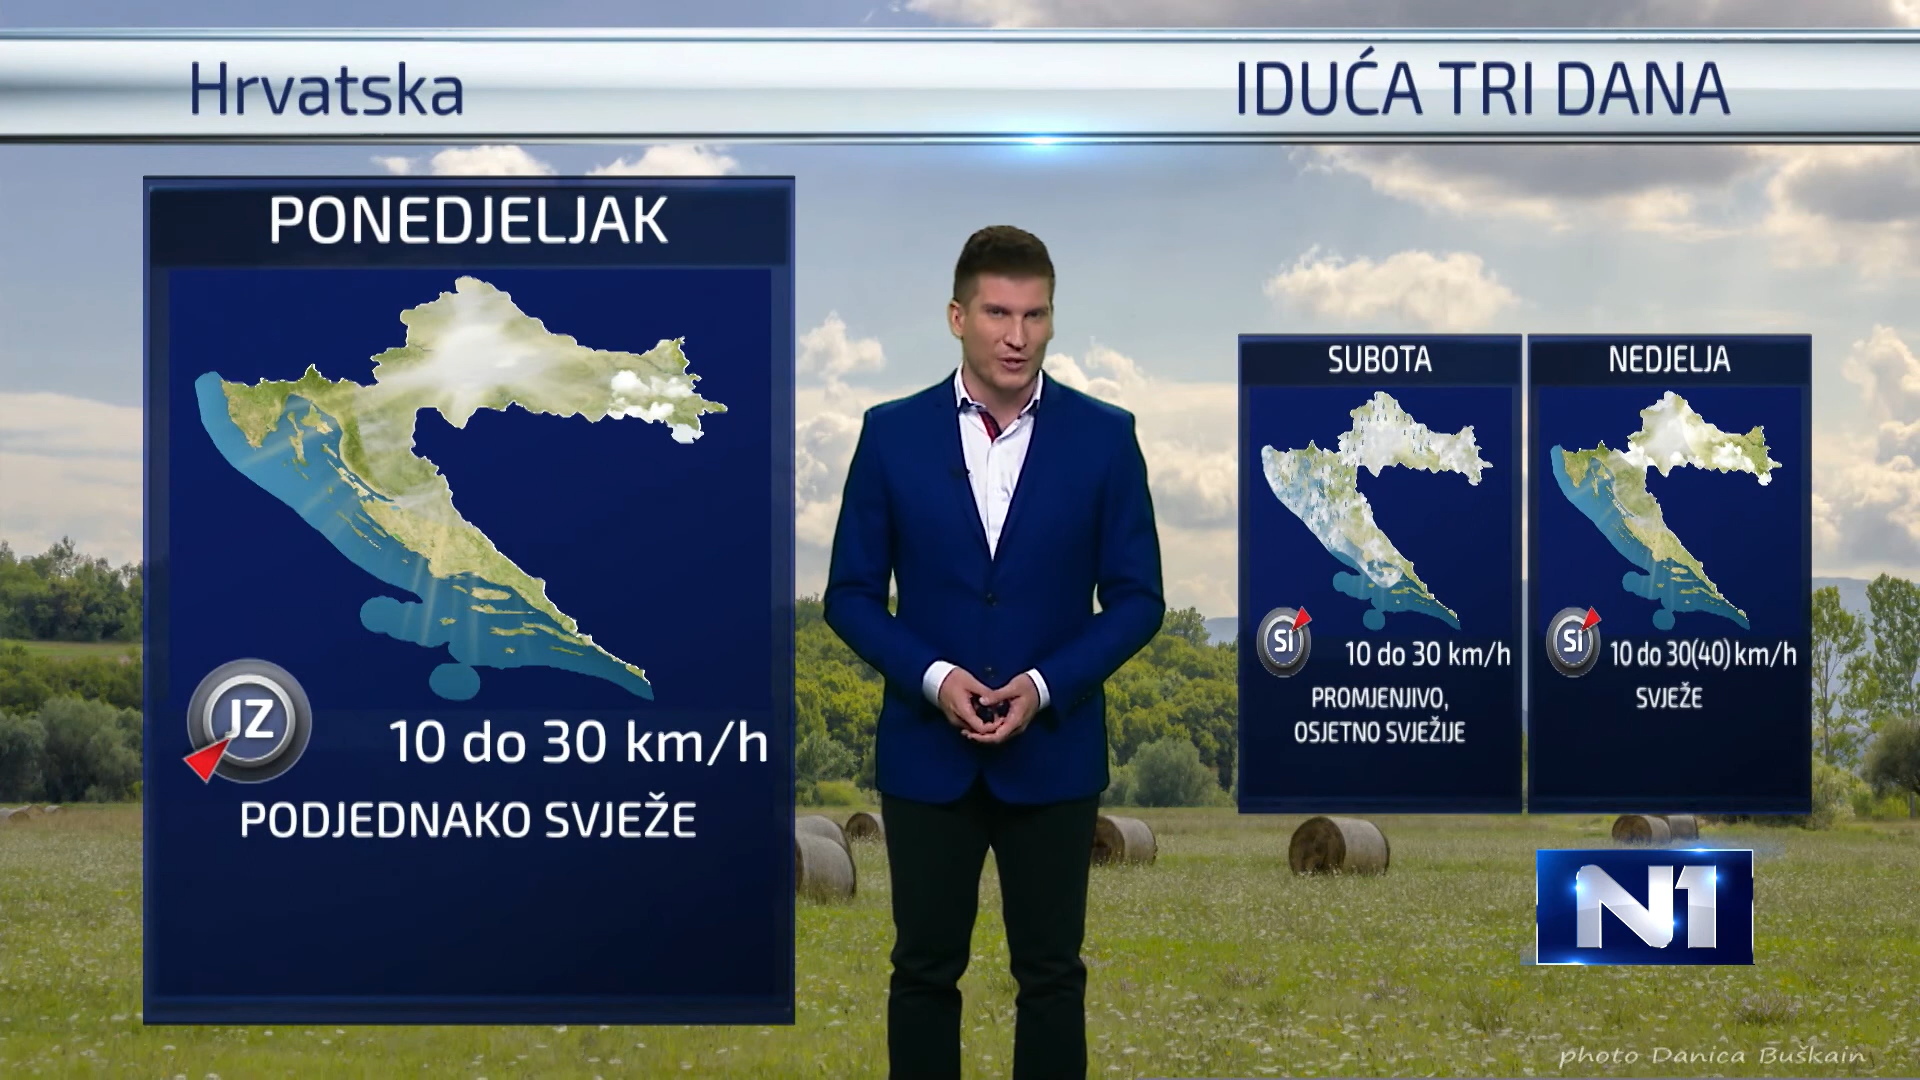 Hrvatska
IDUĆA TRI DANA
PONEDJELJAK
JZ
10 do 30 km/h
PODJEDNAKO SVJEŽE
SUBOTA
SI
10 do 30 km/h
PROMJENJIVO,
OSJETNO SVJEŽIJE
NEDJELJA
SI
10 do 30(40) km/h
SVJEŽE
N1
photo Danica Buškain